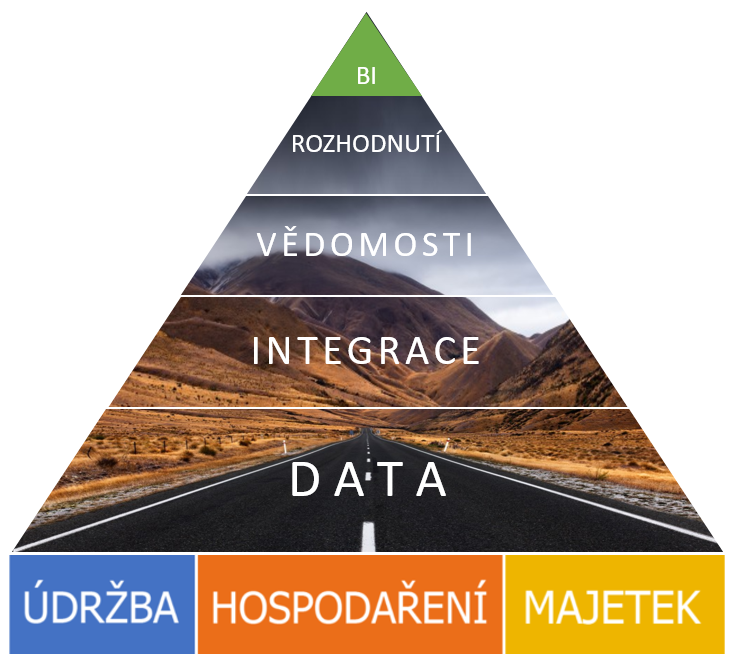 BI
ROZHODNUTÍ
VĚDOMOSTI
INTEGRACE
DATA
ÚDRŽBA HOSPODAŘENÍ MAJETEK